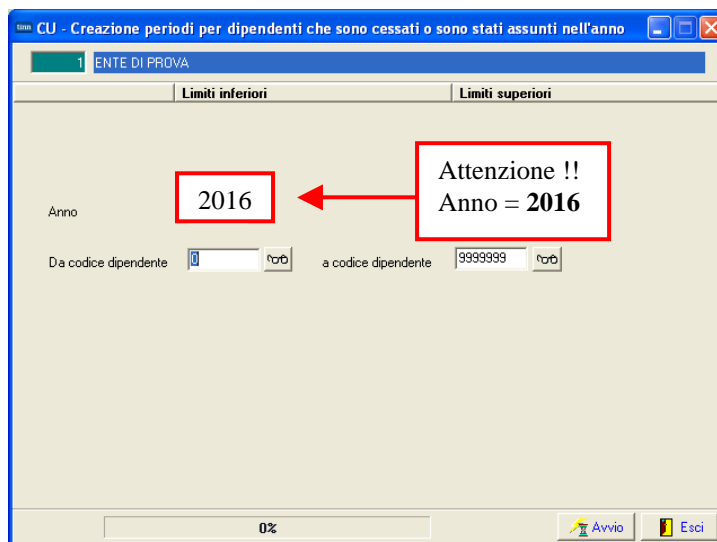 tinn CU - Creazione periodi per dipendenti che sono cessati o sono stati assunti nell'anno
1 ENTE DI PROVA
Limiti inferiori Limiti superiori
Attenzione !!
Anno 2016 Anno = 2016
Da codice dipendente 0 a codice dipendente 9999999
0% Avvio Esci